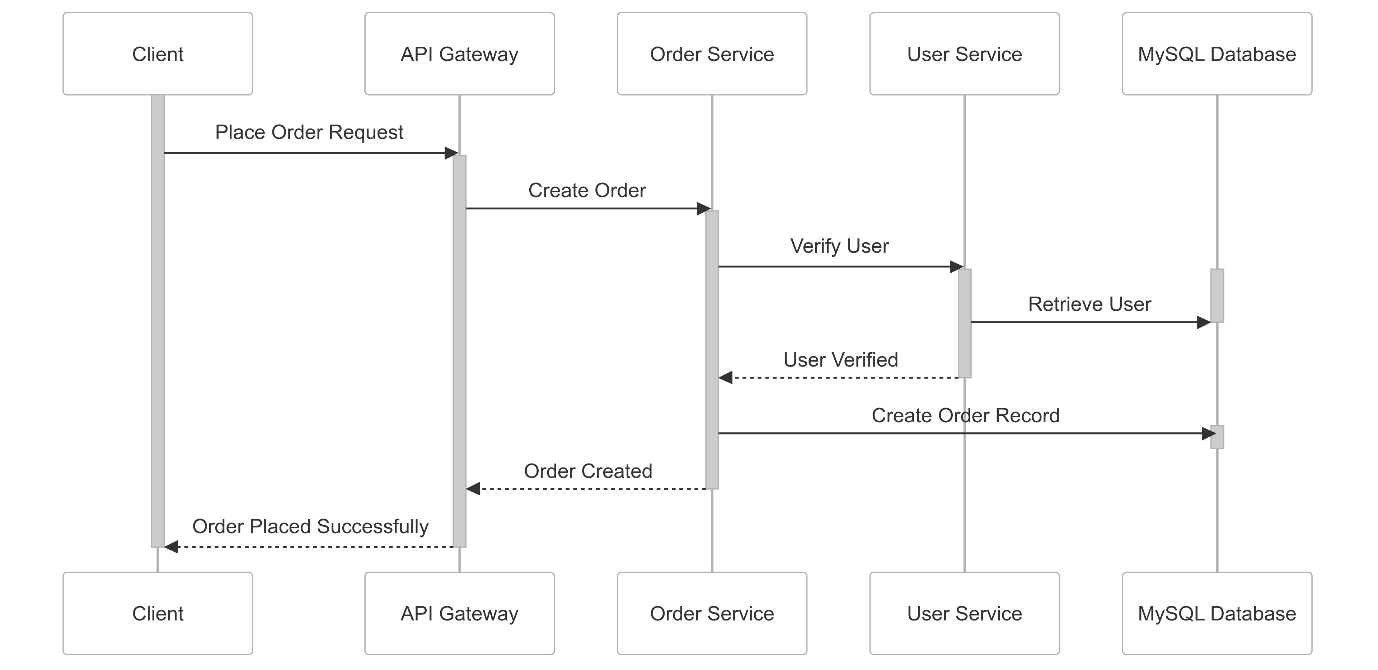 Client
API Gateway
Order Service
User Service
MySQL Database
Place Order Request
Create Order
Verify User
Retrieve User
User Verified
Create Order Record
Order Created
Order Placed Successfully
Client
API Gateway
Order Service
User Service
MySQL Database